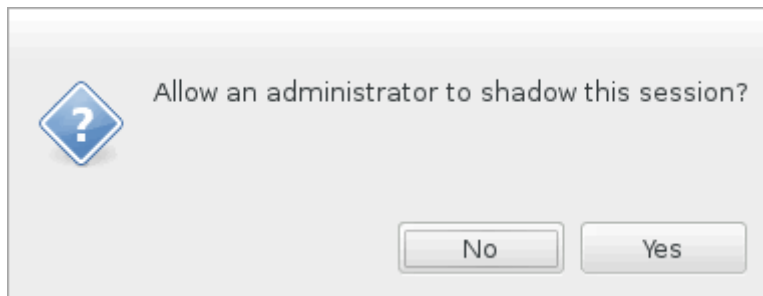 Allow an administrator to shadow this session?
?
No
Yes